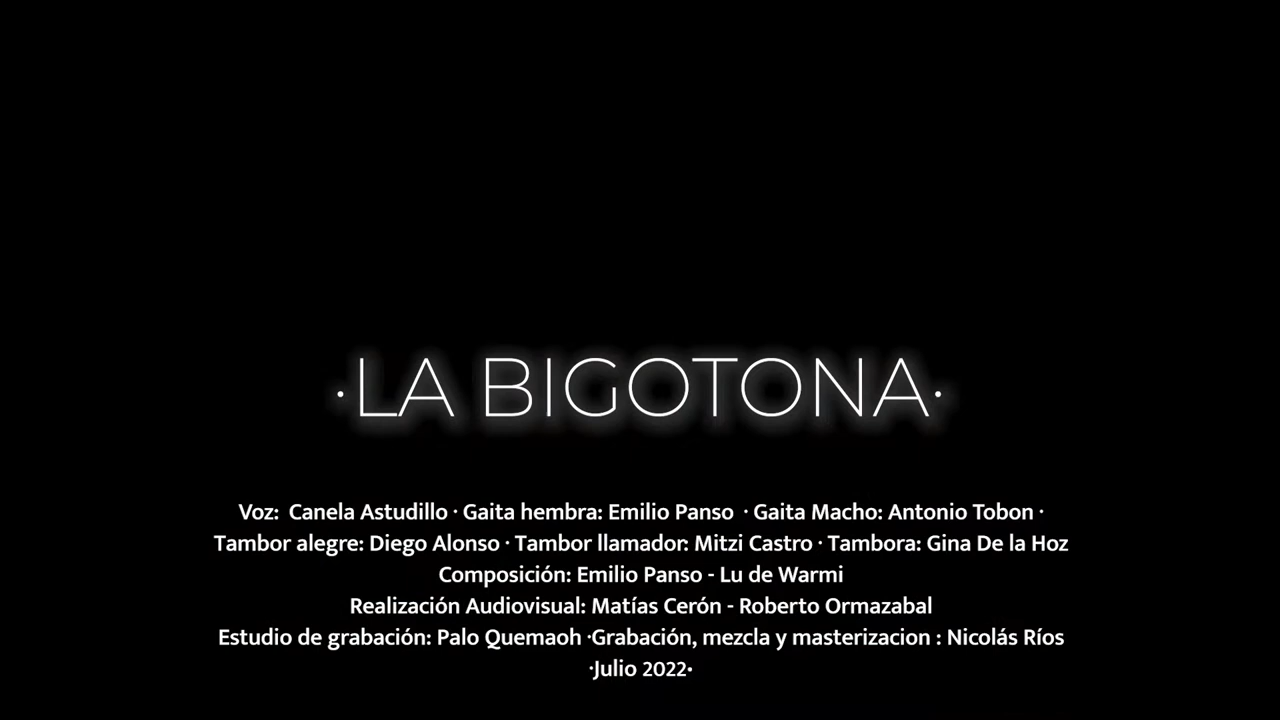 ·LA BIGOTONA·
Voz:  Canela Astudillo · Gaita hembra: Emilio Panso  · Gaita Macho: Antonio Tobon ·
Tambor alegre: Diego Alonso · Tambor llamador: Mitzi Castro · Tambora: Gina De la Hoz
Composición: Emilio Panso - Lu de Warmi
Realización Audiovisual: Matías Cerón - Roberto Ormazabal
Estudio de grabación: Palo Quemaoh ·Grabación, mezcla y masterizacion : Nicolás Ríos
·Julio 2022·